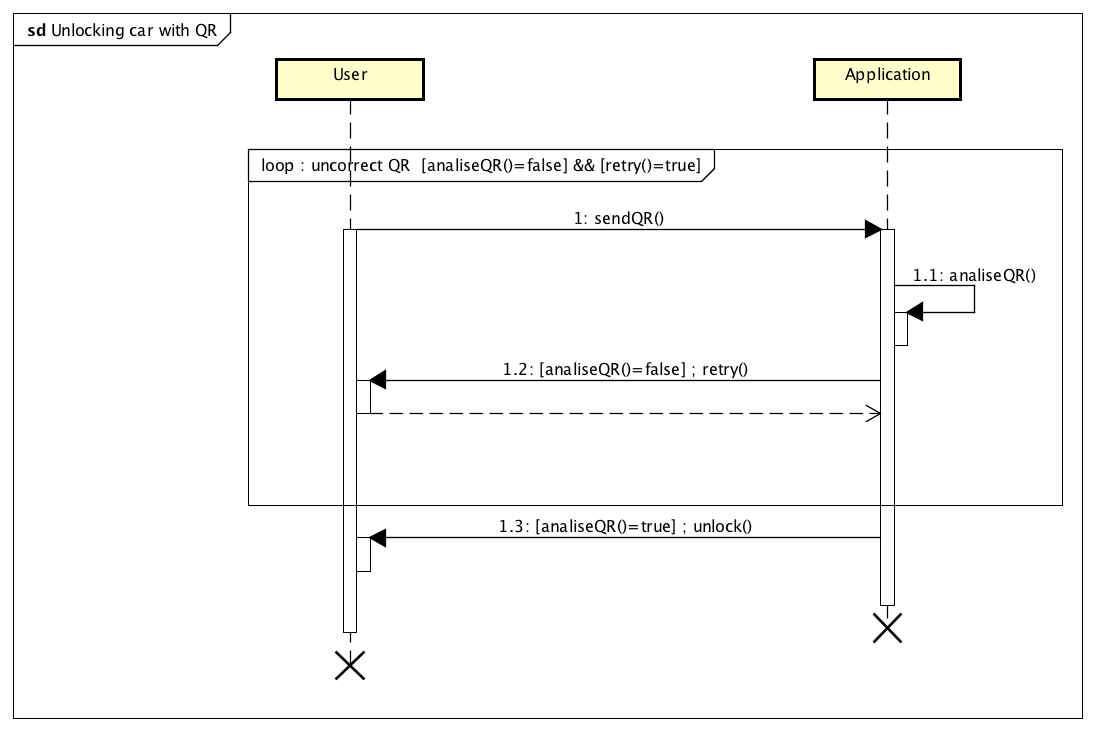 sd Unlocking car with QR
User
Application
loop : uncorrect QR [analiseQR()=false] && [retry()=true]
1: sendQR()
1.1: analiseQR()
1.2: [analiseQR()=false] ; retry()
1.3: [analiseQR()=true] ; unlock()